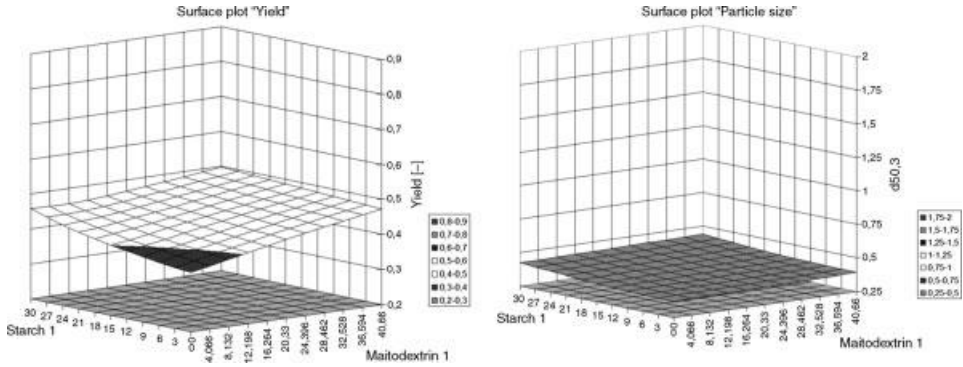 Surface plot “Yield”
0,9
0,8
0,7
0,6
0,5
0,4
0,3
0,2
Yield [–]
0,8-0,9
0,7-0,8
0,6-0,7
0,5-0,6
0,4-0,5
0,3-0,4
0,2-0,3
30 27 24 21 18 15 12 9 6 3 0
Starch 1
0 4,066 8,132 12,198 16,264 20,33 24,396 28,462 32,528 36,594 40,66
Maitodextrin 1
Surface plot “Particle size”
2
1,75
1,5
1,25
1
0,75
0,5
0,25
d50,3
1,75-2
1,5-1,75
1,25-1,5
1-1,25
0,75-1
0,5-0,75
0,25-0,5
30 27 24 21 18 15 12 9 6 3 0
Starch 1
0 4,066 8,132 12,198 16,264 20,33 24,396 28,462 32,528 36,594 40,66
Maitodextrin 1